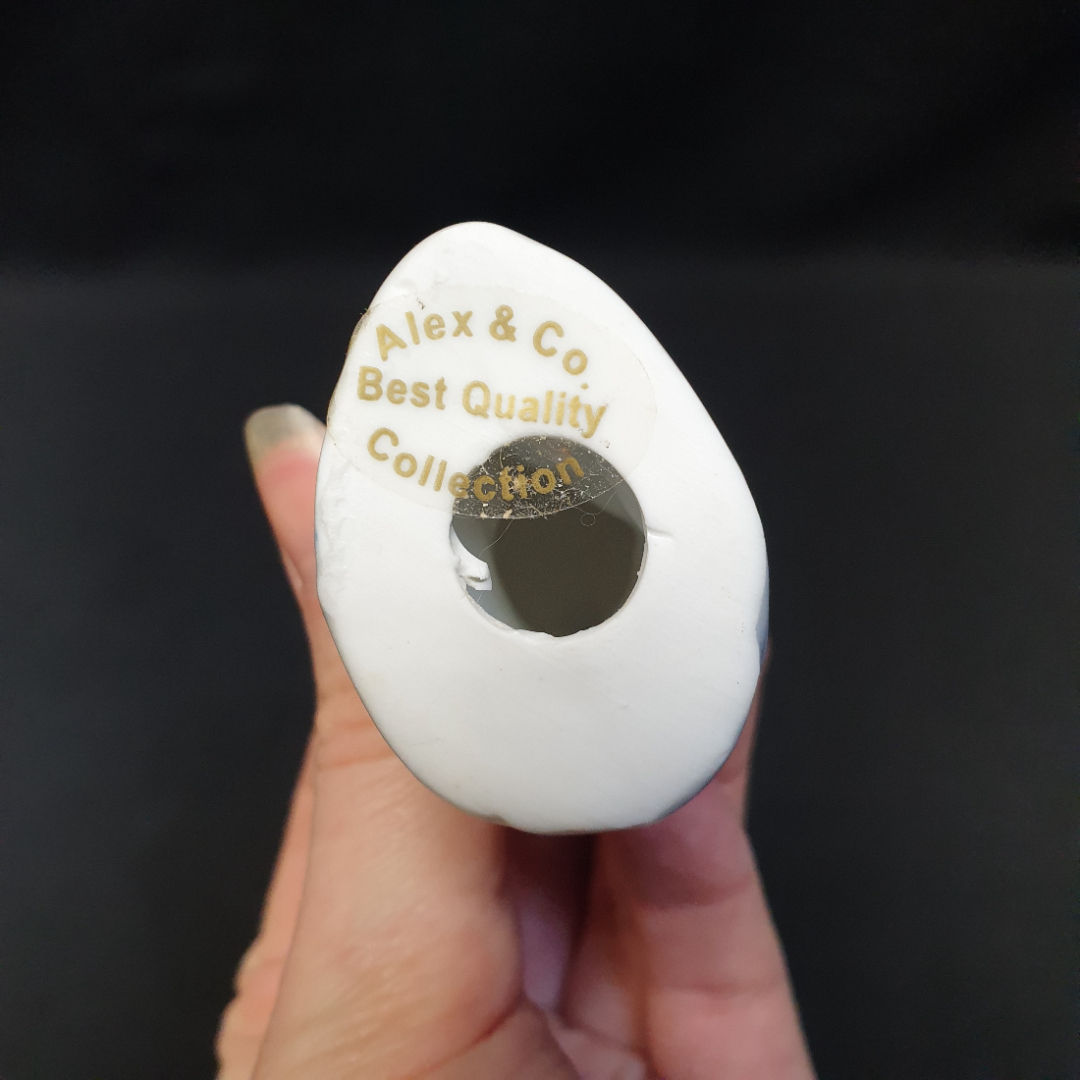 Alex & Co.
Best Quality
Collection